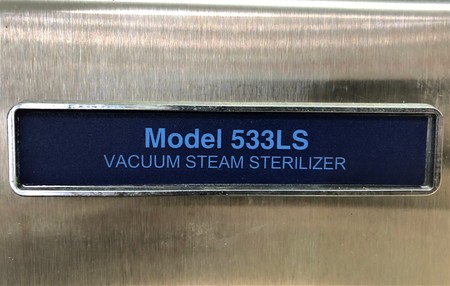 Model 533LS
VACUUM STEAM STERILIZER